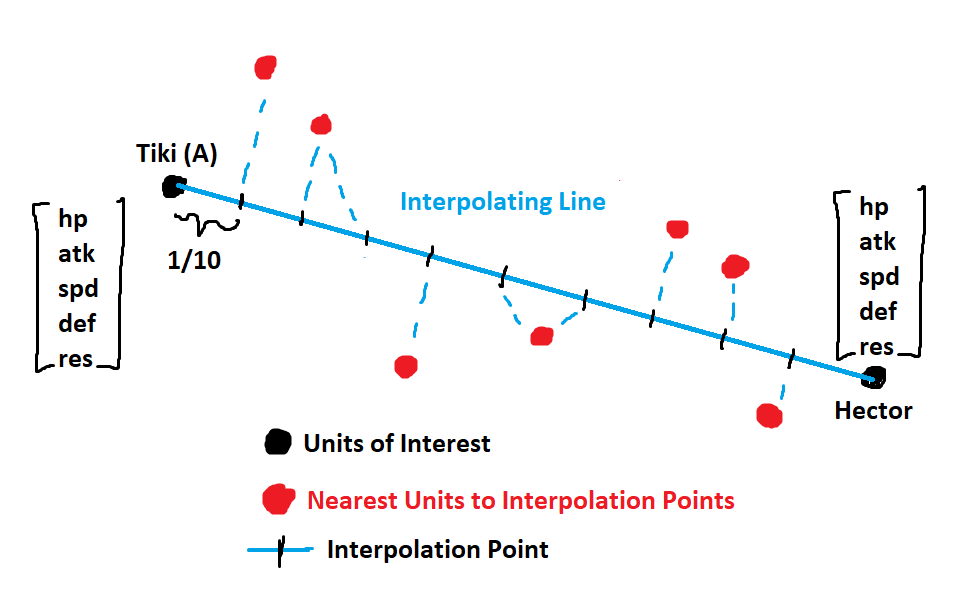 Tiki (A)
Interpolating Line
hp
atk
spd
def
res
1/10
hp
atk
spd
def
res
Hector
Units of Interest
Nearest Units to Interpolation Points
Interpolation Point